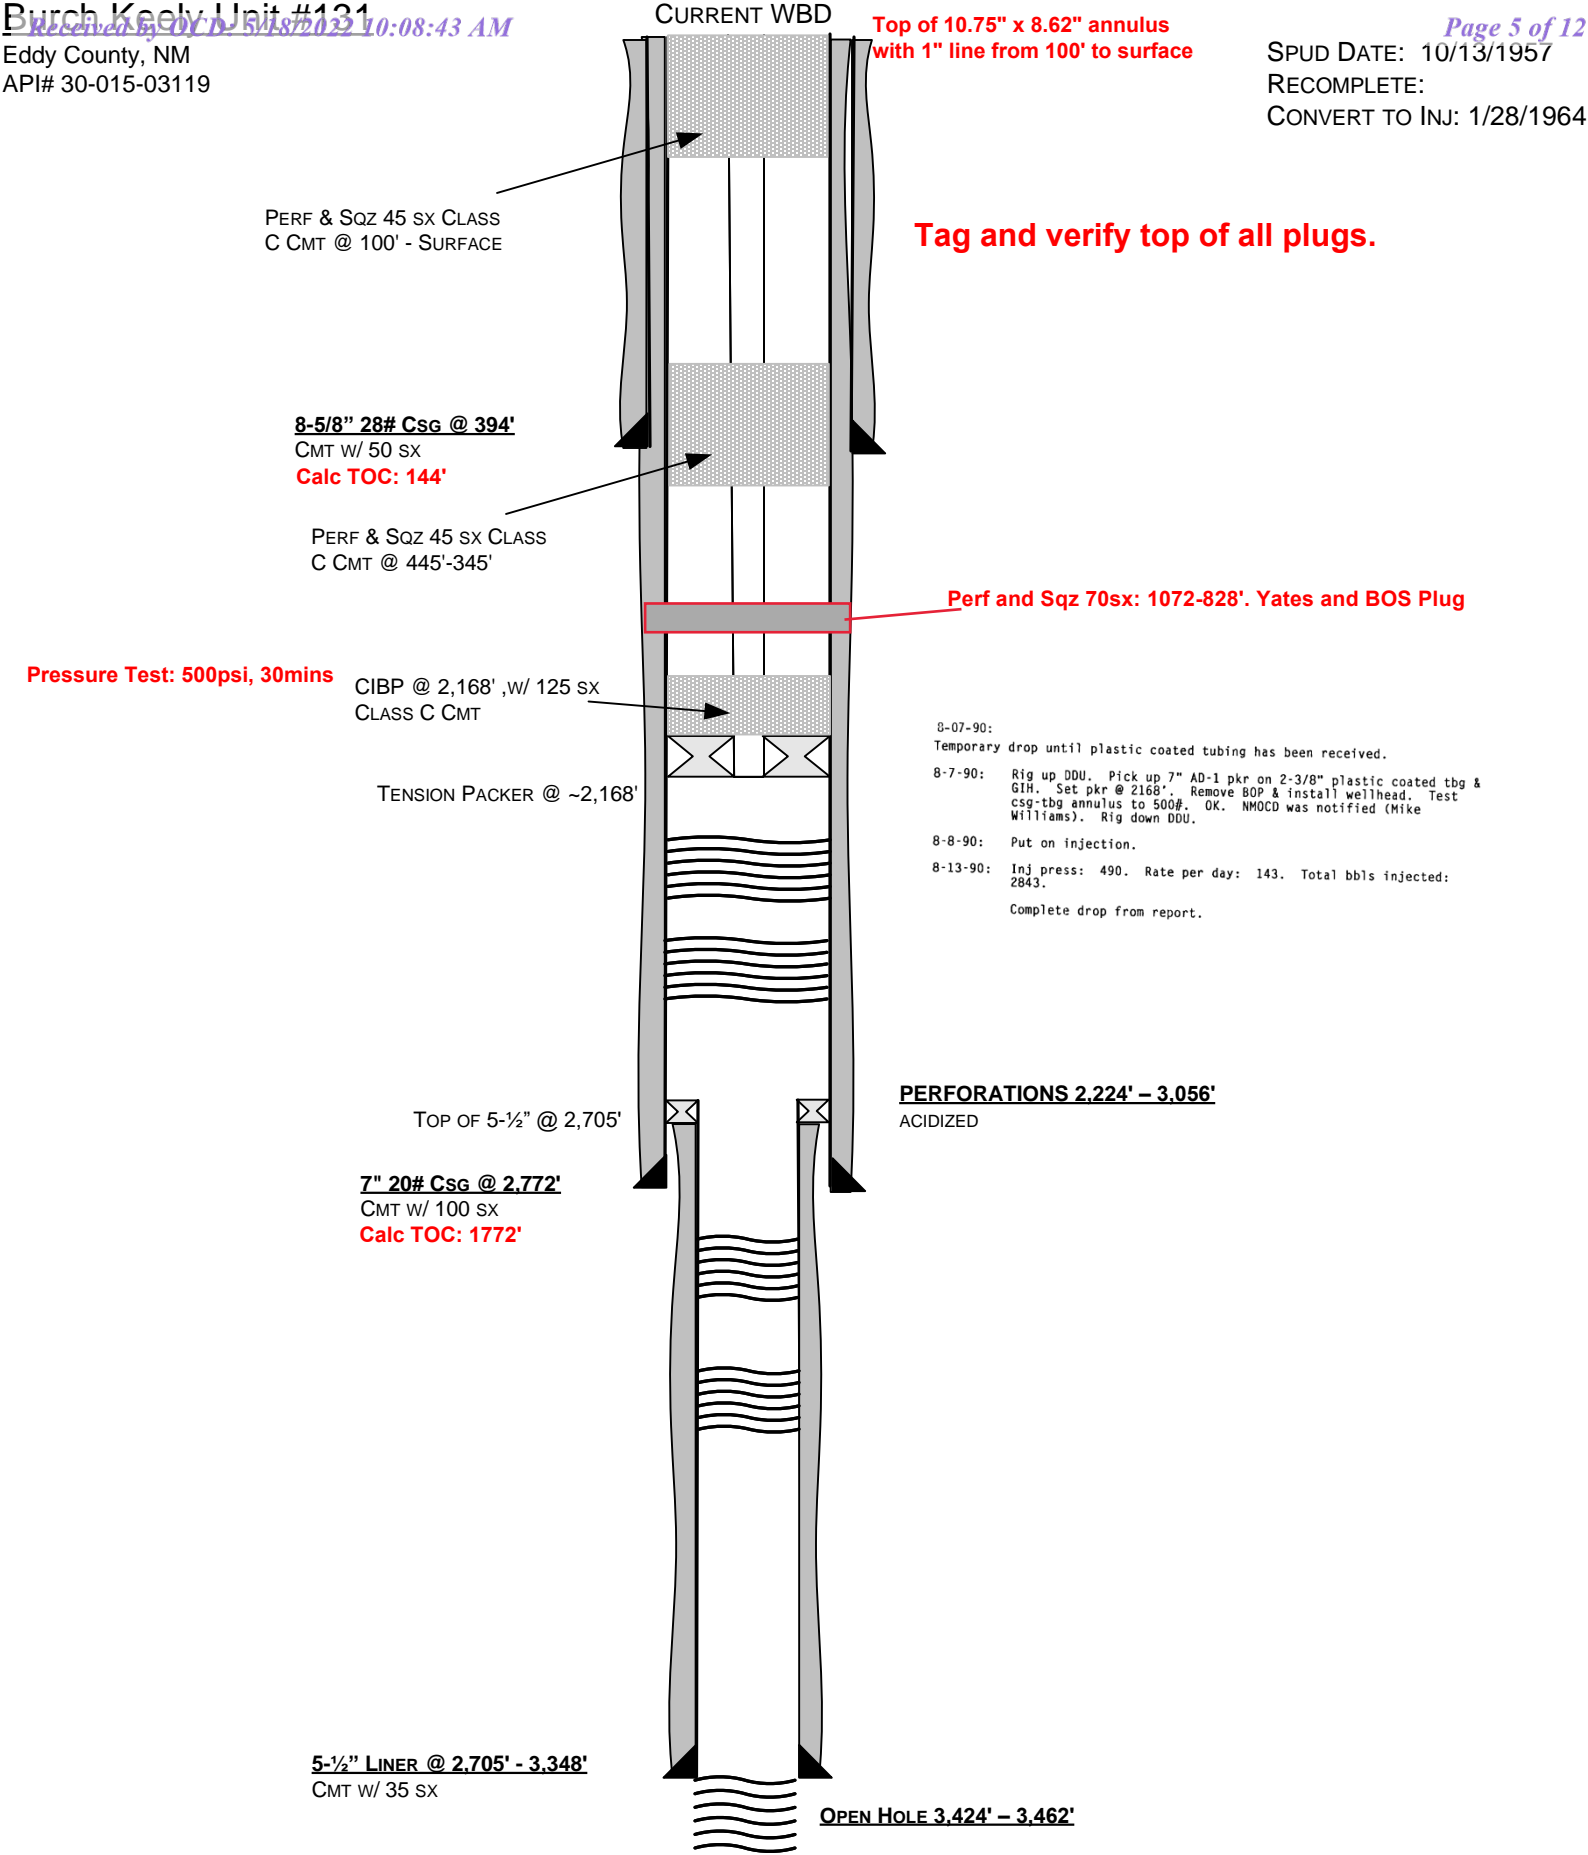 Burch Keely Unit #131
Received by OCD: 5/18/2022 10:08:43 AM
Eddy County, NM
API# 30-015-03119
CURRENT WBD
Top of 10.75" x 8.62" annulus
with 1" line from 100' to surface
Page 5 of 12
SPUD DATE: 10/13/1957
RECOMPLETE:
CONVERT TO INJ: 1/28/1964
PERF & SQZ 45 SX CLASS
C CMT @ 100' - SURFACE
Tag and verify top of all plugs.
8-5/8” 28# CSG @ 394'
CMT W/ 50 SX
Calc TOC: 144'
PERF & SQZ 45 SX CLASS
C CMT @ 445'-345'
Perf and Sqz 70sx: 1072-828'. Yates and BOS Plug
Pressure Test: 500psi, 30mins
CIBP @ 2,168' ,W/ 125 SX
CLASS C CMT
TENSION PACKER @ ~2,168'
8-07-90:
Temporary drop until plastic coated tubing has been received.
8-7-90: Rig up DDU. Pick up 7" AD-1 pkr on 2-3/8" plastic coated tbg &
GIH. Set pkr @ 2168'. Remove BOP & install wellhead. Test
csg-tbg annulus to 500#. OK. NMOCD was notified (Mike
Williams). Rig down DDU.
8-8-90: Put on injection.
8-13-90: Inj press: 490. Rate per day: 143. Total bbls injected:
2843.
Complete drop from report.
PERFORATIONS 2,224' – 3,056'
ACIDIZED
TOP OF 5-½” @ 2,705'
7" 20# CSG @ 2,772'
CMT W/ 100 SX
Calc TOC: 1772'
5-½” LINER @ 2,705' - 3,348'
CMT W/ 35 SX
OPEN HOLE 3,424' – 3,462'